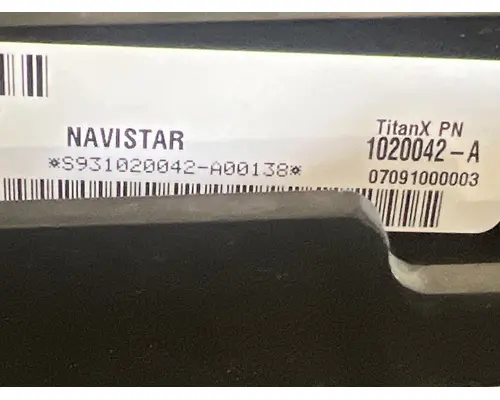 NAVISTAR
*S931020042-A00138*
TitanX PN
1020042-A
07091000003